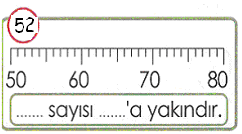 52
50 60 70 80
....... sayısı .......'a yakındır.